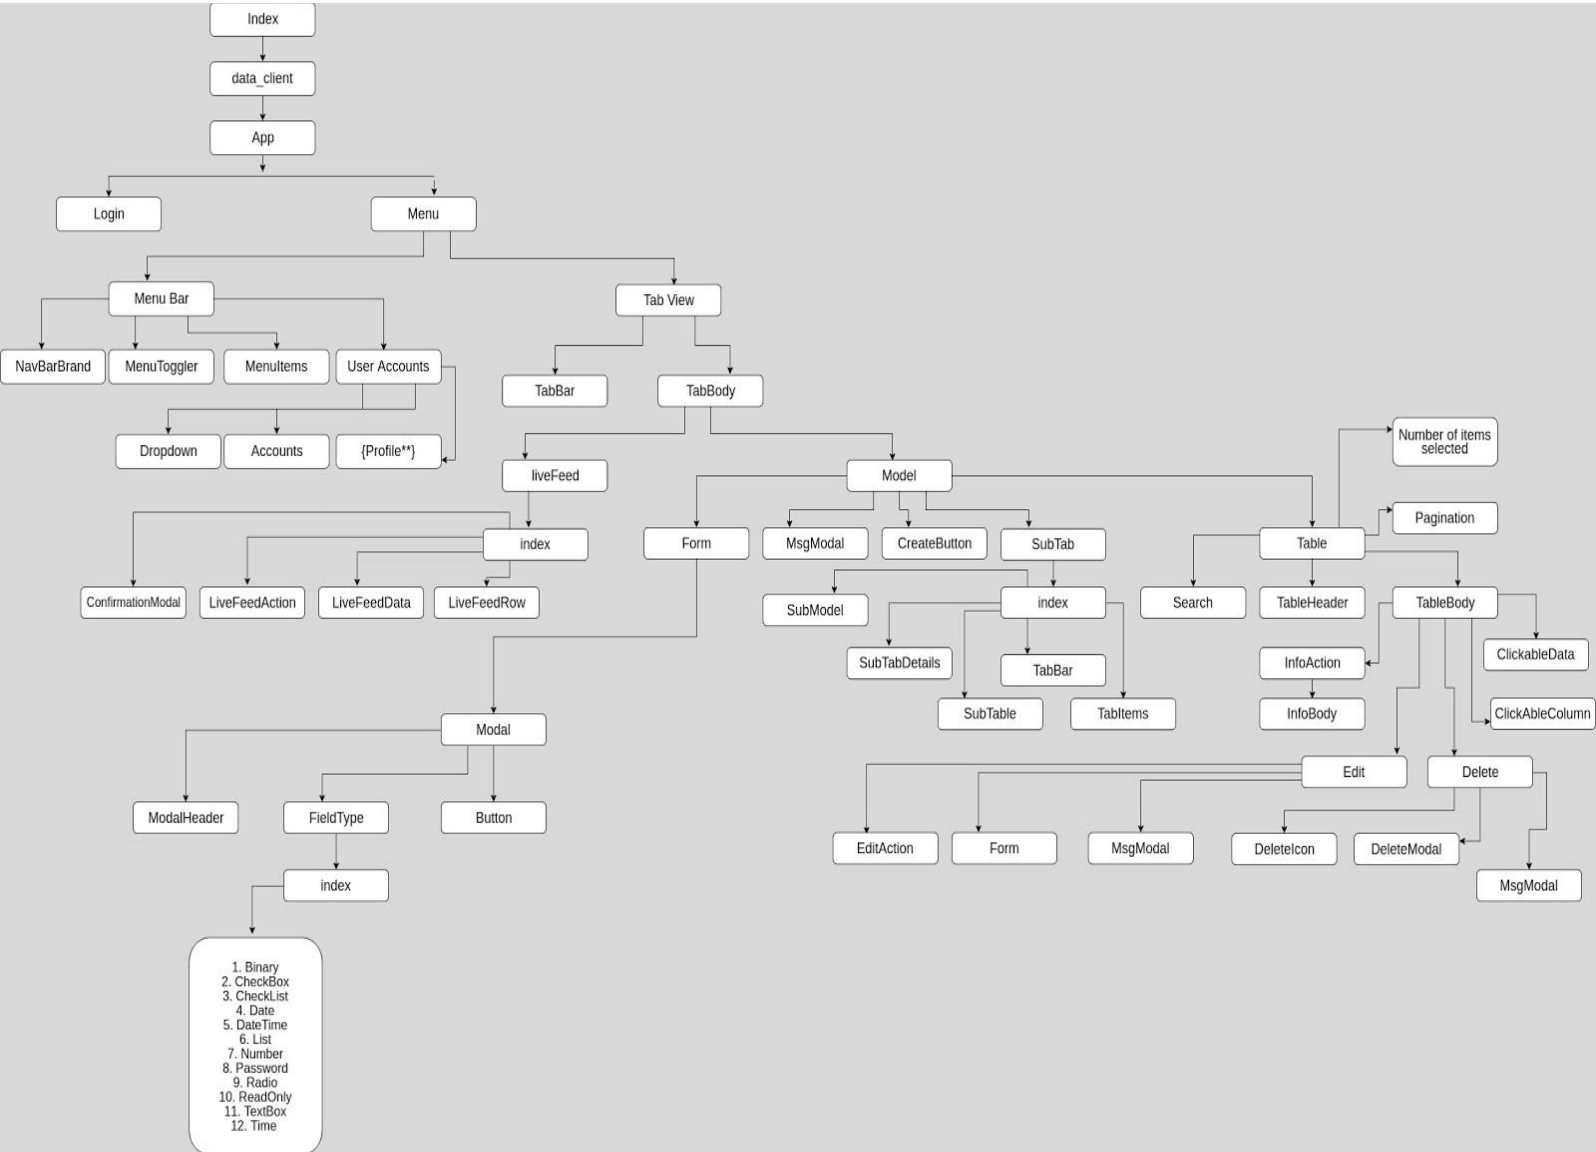 Index
data_client
App
Login
Menu
Menu Bar
Tab View
NavBarBrand
MenuToggler
MenuItems
User Accounts
TabBar
TabBody
Dropdown
Accounts
{Profile**}
Number of items
selected
liveFeed
Model
Pagination
index
Form
MsgModal
CreateButton
SubTab
Table
ConfirmationModal
LiveFeedAction
LiveFeedData
LiveFeedRow
SubModel
index
Search
TableHeader
TableBody
SubTabDetails
TabBar
InfoAction
ClickableData
SubTable
TabItems
InfoBody
ClickAbleColumn
Modal
Edit
Delete
ModalHeader
FieldType
Button
EditAction
Form
MsgModal
DeleteIcon
DeleteModal
index
MsgModal
1. Binary
2. CheckBox
3. CheckList
4. Date
5. DateTime
6. List
7. Number
8. Password
9. Radio
10. ReadOnly
11. TextBox
12. Time